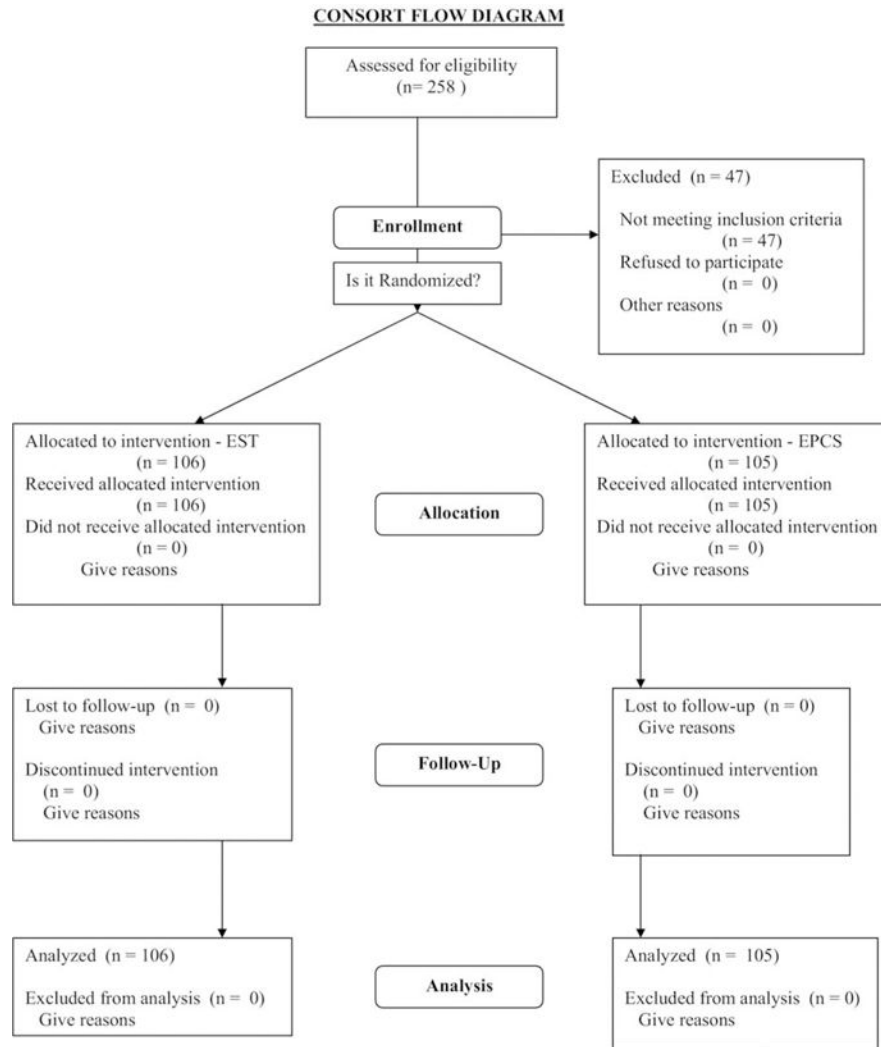 CONSORT FLOW DIAGRAM
Assessed for eligibility
(n= 258 )
Excluded (n = 47)
Not meeting inclusion criteria
(n = 47)
Refused to participate
(n = 0)
Other reasons
(n = 0)
Enrollment
Is it Randomized?
Allocated to intervention - EST
(n = 106)
Received allocated intervention
(n = 106)
Did not receive allocated intervention
(n = 0)
Give reasons
Allocation
Allocated to intervention - EPCS
(n = 105)
Received allocated intervention
(n = 105)
Did not receive allocated intervention
(n = 0)
Give reasons
Lost to follow-up (n = 0)
Give reasons
Discontinued intervention
(n = 0)
Give reasons
Follow-Up
Lost to follow-up (n = 0)
Give reasons
Discontinued intervention
(n = 0)
Give reasons
Analyzed (n = 106)
Excluded from analysis (n = 0)
Give reasons
Analysis
Analyzed (n = 105)
Excluded from analysis (n = 0)
Give reasons